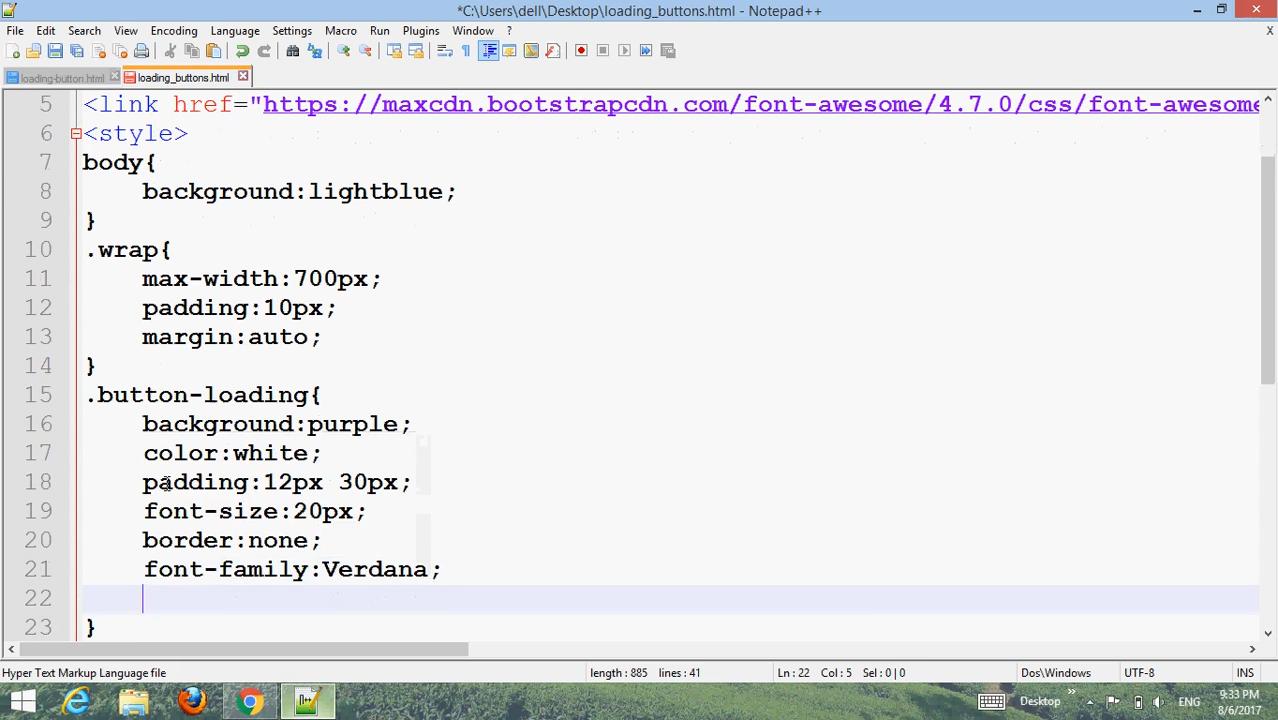 *C:\Users\dell\Desktop\loading_buttons.html - Notepad++
File Edit Search View Encoding Language Settings Macro Run Plugins Window ? X
loading-button.html loading_buttons.html
5 <link href="https://maxcdn.bootstrapcdn.com/font-awesome/4.7.0/css/font-awesome
6 <style>
7 body{
8 background:lightblue;
9 }
10 .wrap{
11 max-width:700px;
12 padding:10px;
13 margin:auto;
14 }
15 .button-loading{
16 background:purple;
17 color:white;
18 padding:12px 30px;
19 font-size:20px;
20 border:none;
21 font-family:Verdana;
22
23 }
Hyper Text Markup Language file length : 885 lines : 41 Ln : 22 Col : 5 Sel : 0 | 0 Dos\Windows UTF-8 INS
Desktop ENG 9:33 PM
8/6/2017